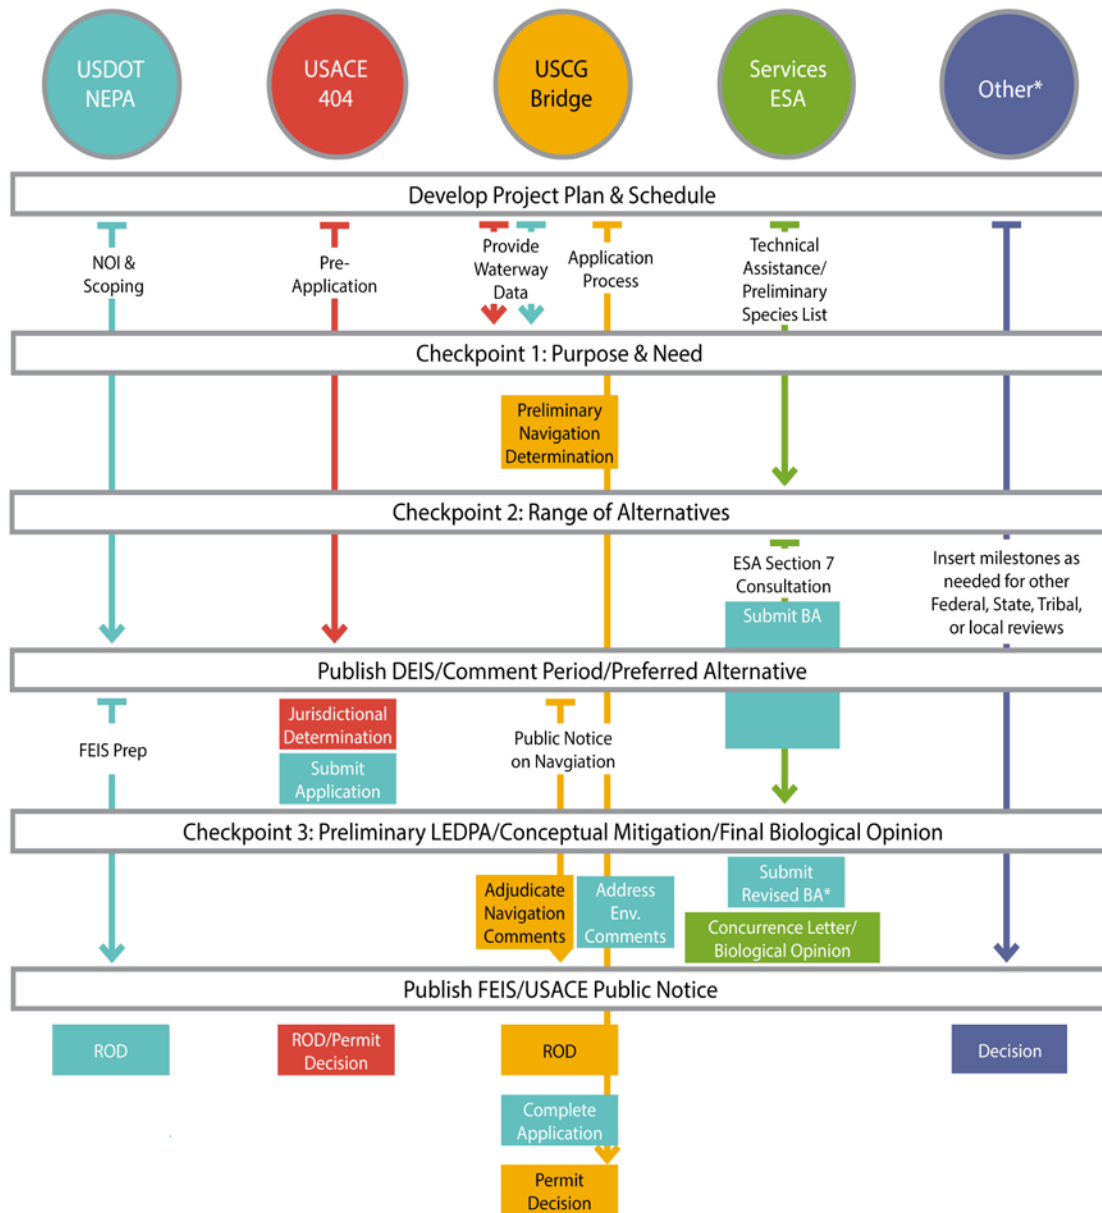 USDOT
NEPA
USACE
404
USCG
Bridge
Services
ESA
Other*
Develop Project Plan & Schedule
NOI &
Scoping
Pre-
Application
Provide
Waterway
Data
Application
Process
Technical
Assistance/
Preliminary
Species List
Checkpoint 1: Purpose & Need
Preliminary
Navigation
Determination
Checkpoint 2: Range of Alternatives
ESA Section 7
Consultation
Submit BA
Insert milestones as
needed for other
Federal, State, Tribal,
or local reviews
Publish DEIS/Comment Period/Preferred Alternative
FEIS Prep
Jurisdictional
Determination
Submit
Application
Public Notice
on Navgiation
Checkpoint 3: Preliminary LEDPA/Conceptual Mitigation/Final Biological Opinion
Adjudicate
Navigation
Comments
Address
Env.
Comments
Submit
Revised BA*
Concurrence Letter/
Biological Opinion
Publish FEIS/USACE Public Notice
ROD
ROD/Permit
Decision
ROD
Decision
Complete
Application
Permit
Decision